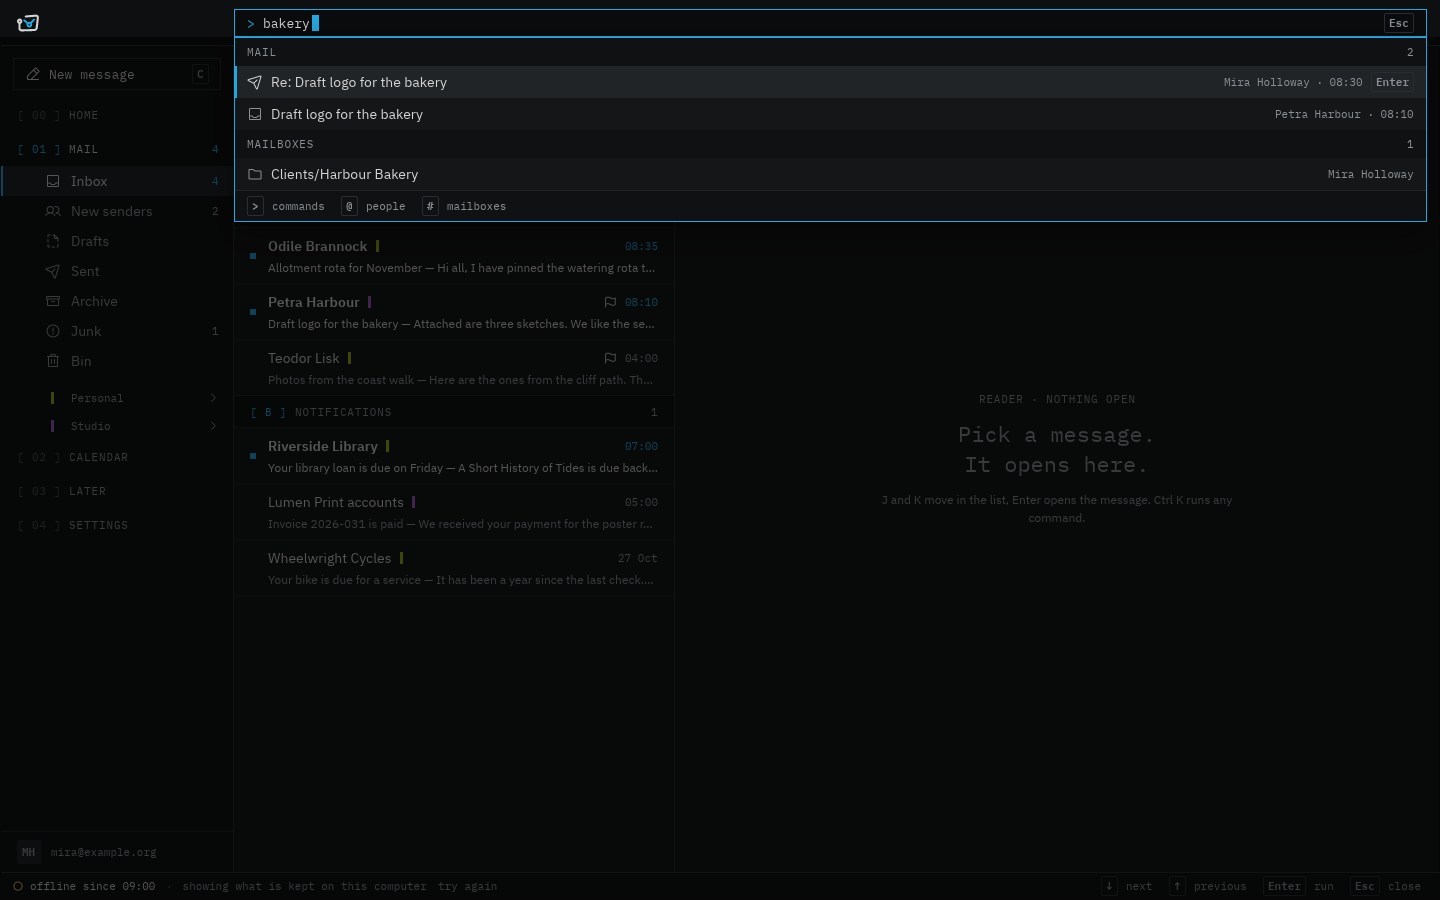 > bakery Esc
MAIL 2
Re: Draft logo for the bakery Mira Holloway · 08:30 Enter
Draft logo for the bakery Petra Harbour · 08:10
MAILBOXES 1
Clients/Harbour Bakery Mira Holloway
> commands @ people # mailboxes
New message C
[ 00 ] HOME
[ 01 ] MAIL 4
Inbox 4
New senders 2
Drafts
Sent
Archive
Junk 1
Bin
Personal
Studio
[ 02 ] CALENDAR
[ 03 ] LATER
[ 04 ] SETTINGS
MH mira@example.org
Odile Brannock 08:35
Allotment rota for November — Hi all, I have pinned the watering rota t...
Petra Harbour 08:10
Draft logo for the bakery — Attached are three sketches. We like the se...
Teodor Lisk 04:00
Photos from the coast walk — Here are the ones from the cliff path. Th...
[ B ] NOTIFICATIONS 1
Riverside Library 07:00
Your library loan is due on Friday — A Short History of Tides is due back...
Lumen Print accounts 05:00
Invoice 2026-031 is paid — We received your payment for the poster r...
Wheelwright Cycles 27 Oct
Your bike is due for a service — It has been a year since the last check....
READER · NOTHING OPEN
Pick a message.
It opens here.
J and K move in the list, Enter opens the message. Ctrl K runs any
command.
offline since 09:00 · showing what is kept on this computer try again
↓ next ↑ previous Enter run Esc close